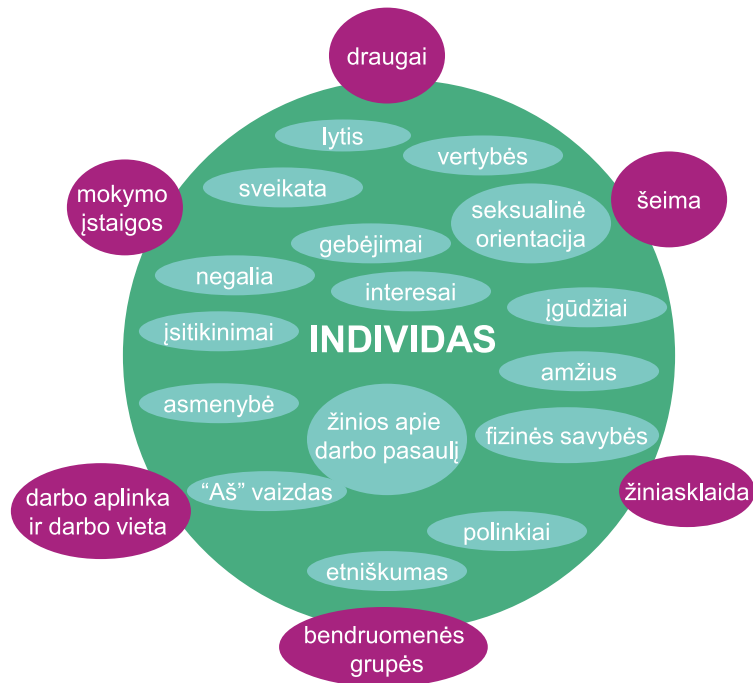 draugai
lytis
vertybės
mokymo
įstaigos
sveikata
šeima
seksualinė
orientacija
gebėjimai
negalia
interesai
įgūdžiai
įsitikinimai
INDIVIDAS
amžius
asmenybė
žinios apie
darbo pasaulį
fizinės savybės
darbo aplinka
ir darbo vieta
“Aš” vaizdas
žiniasklaida
polinkiai
etniškumas
bendruomenės
grupės